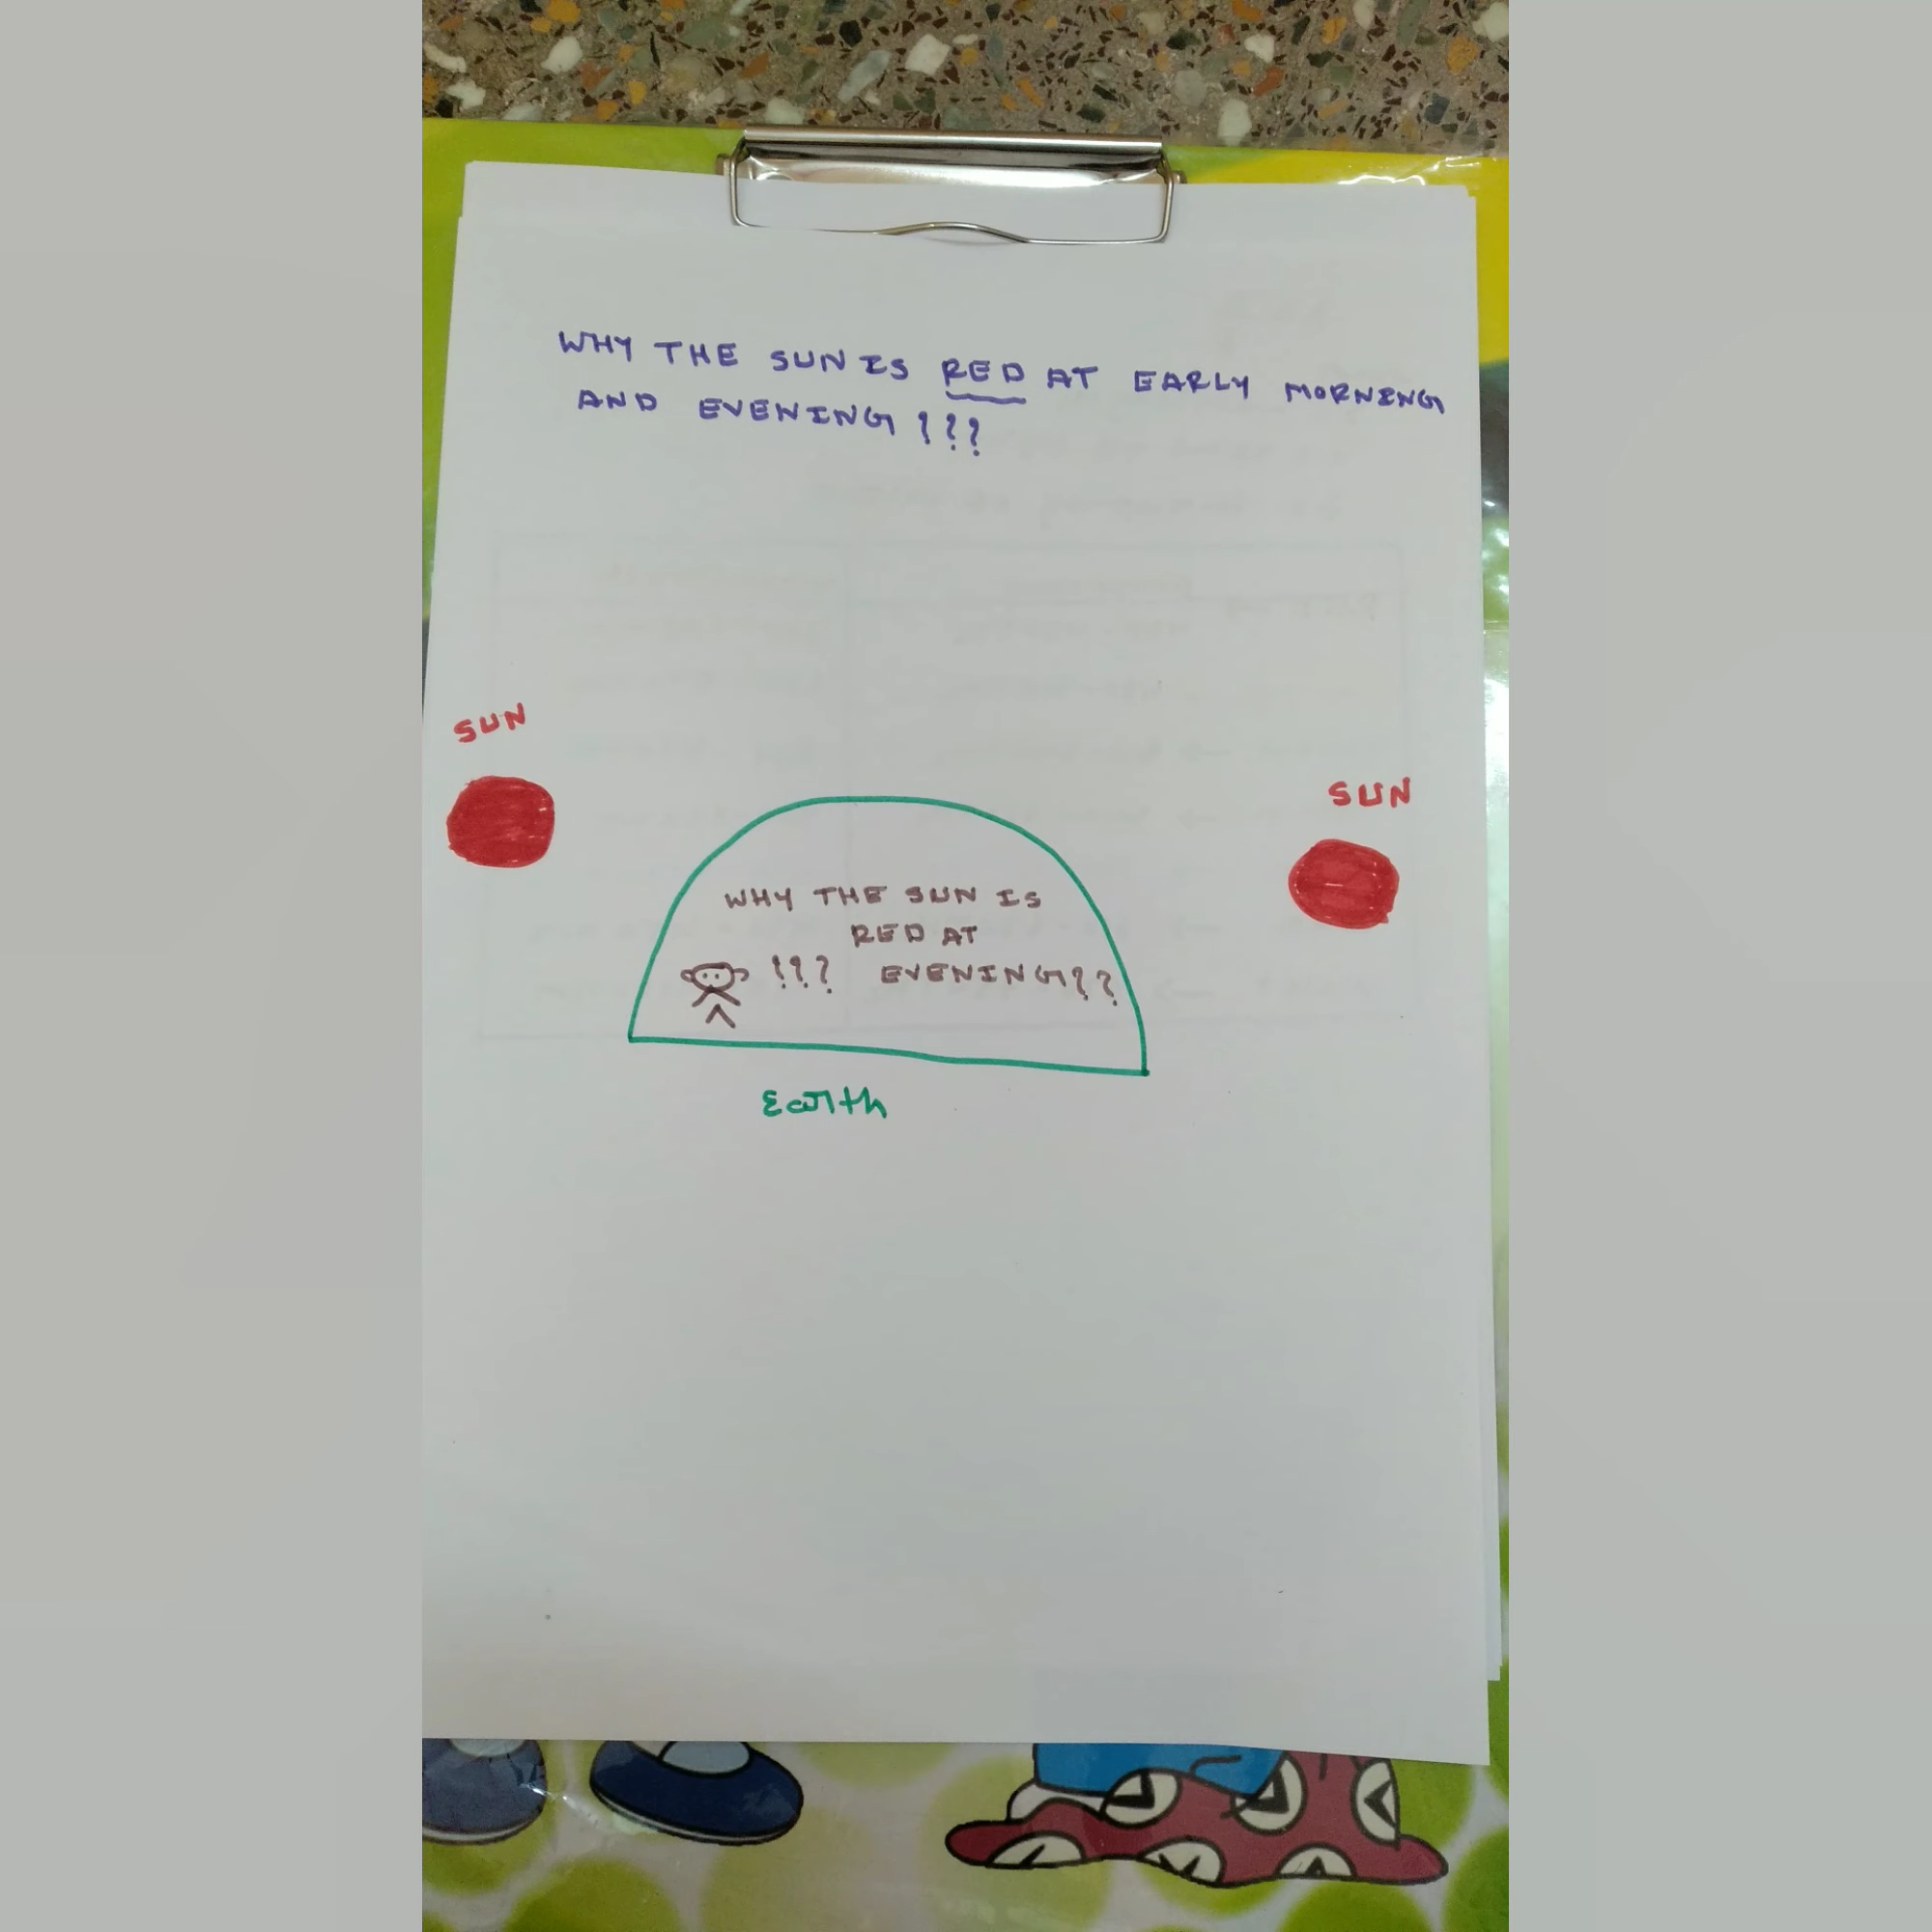 WHY THE SUN IS RED AT EARLY MORNING
AND EVENING ???
SUN
SUN
WHY THE SUN IS
RED AT
!?? EVENING??
Earth